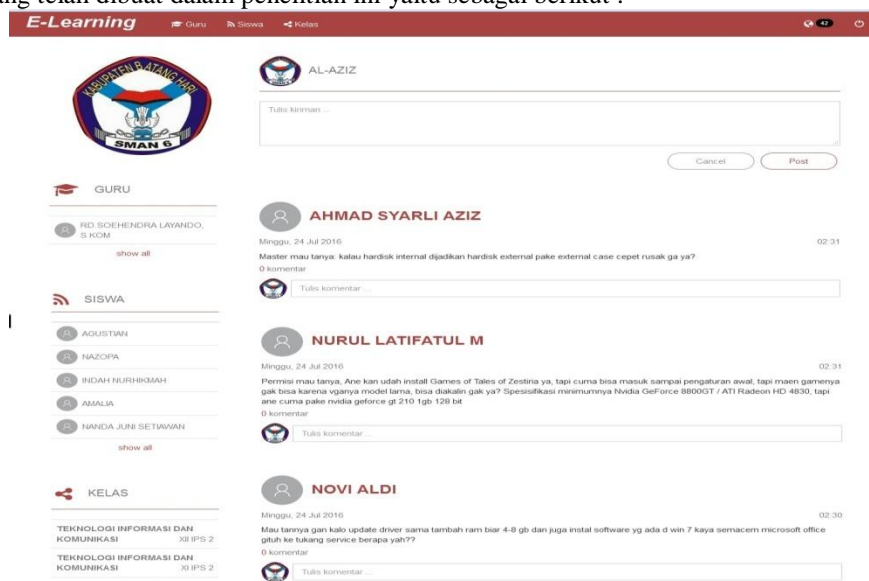 ng telah dibuat dalam penelitian ini yaitu sebagai berikut :
E-Learning Guru Siswa Kelas 42
KABUPATEN BATANG HARI
SMAN 6
GURU
RD.SOEHENDRA LAYANDO,
S.KOM
show all
SISWA
AGUSTIAN
NAZOPA
INDAH NURHIKMAH
AMALIA
NANDA JUNI SETIAWAN
show all
KELAS
TEKNOLOGI INFORMASI DAN
KOMUNIKASI XII IPS 2
TEKNOLOGI INFORMASI DAN
KOMUNIKASI XI IPS 2
AL-AZIZ
Tulis kiriman ...
Cancel Post
AHMAD SYARLI AZIZ
Minggu, 24 Jul 2016 02:31
Master mau tanya: kalau hardisk internal dijadikan hardisk external pake external case cepet rusak ga ya?
0 komentar
Tulis komentar ...
NURUL LATIFATUL M
Minggu, 24 Jul 2016 02:31
Permisi mau tanya, Ane kan udah install Games of Tales of Zestiria ya, tapi cuma bisa masuk sampai pengaturan awal, tapi maen gamenya
gak bisa karena vganya model lama, bisa diakalin gak ya? Spesisifikasi minimumnya Nvidia GeForce 8800GT / ATI Radeon HD 4830, tapi
ane cuma pake nvidia geforce gt 210 1gb 128 bit
0 komentar
Tulis komentar ...
NOVI ALDI
Minggu, 24 Jul 2016 02:30
Mau tannya gan kalo update driver sama tambah ram biar 4-8 gb dan juga instal software yg ada d win 7 kaya semacem microsoft office
gituh ke tukang service berapa yah??
0 komentar
Tulis komentar ...